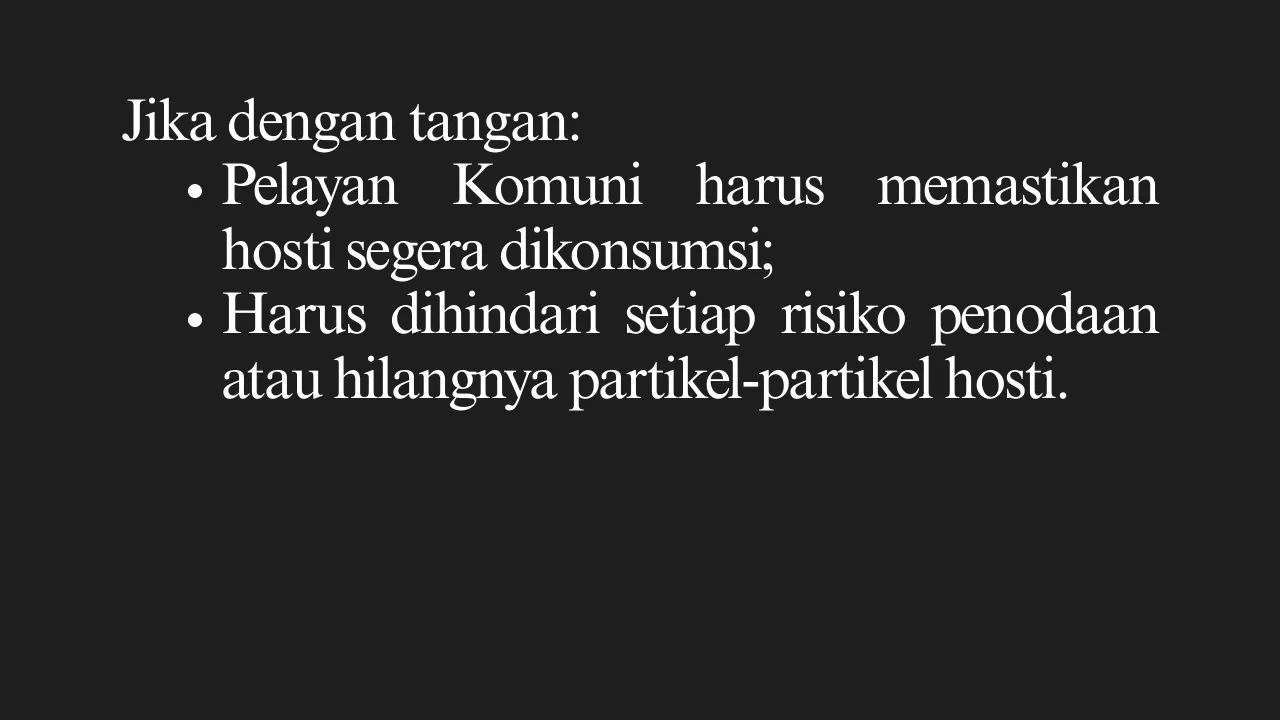 Jika dengan tangan:
• Pelayan Komuni harus memastikan
hosti segera dikonsumsi;
• Harus dihindari setiap risiko penodaan
atau hilangnya partikel-partikel hosti.